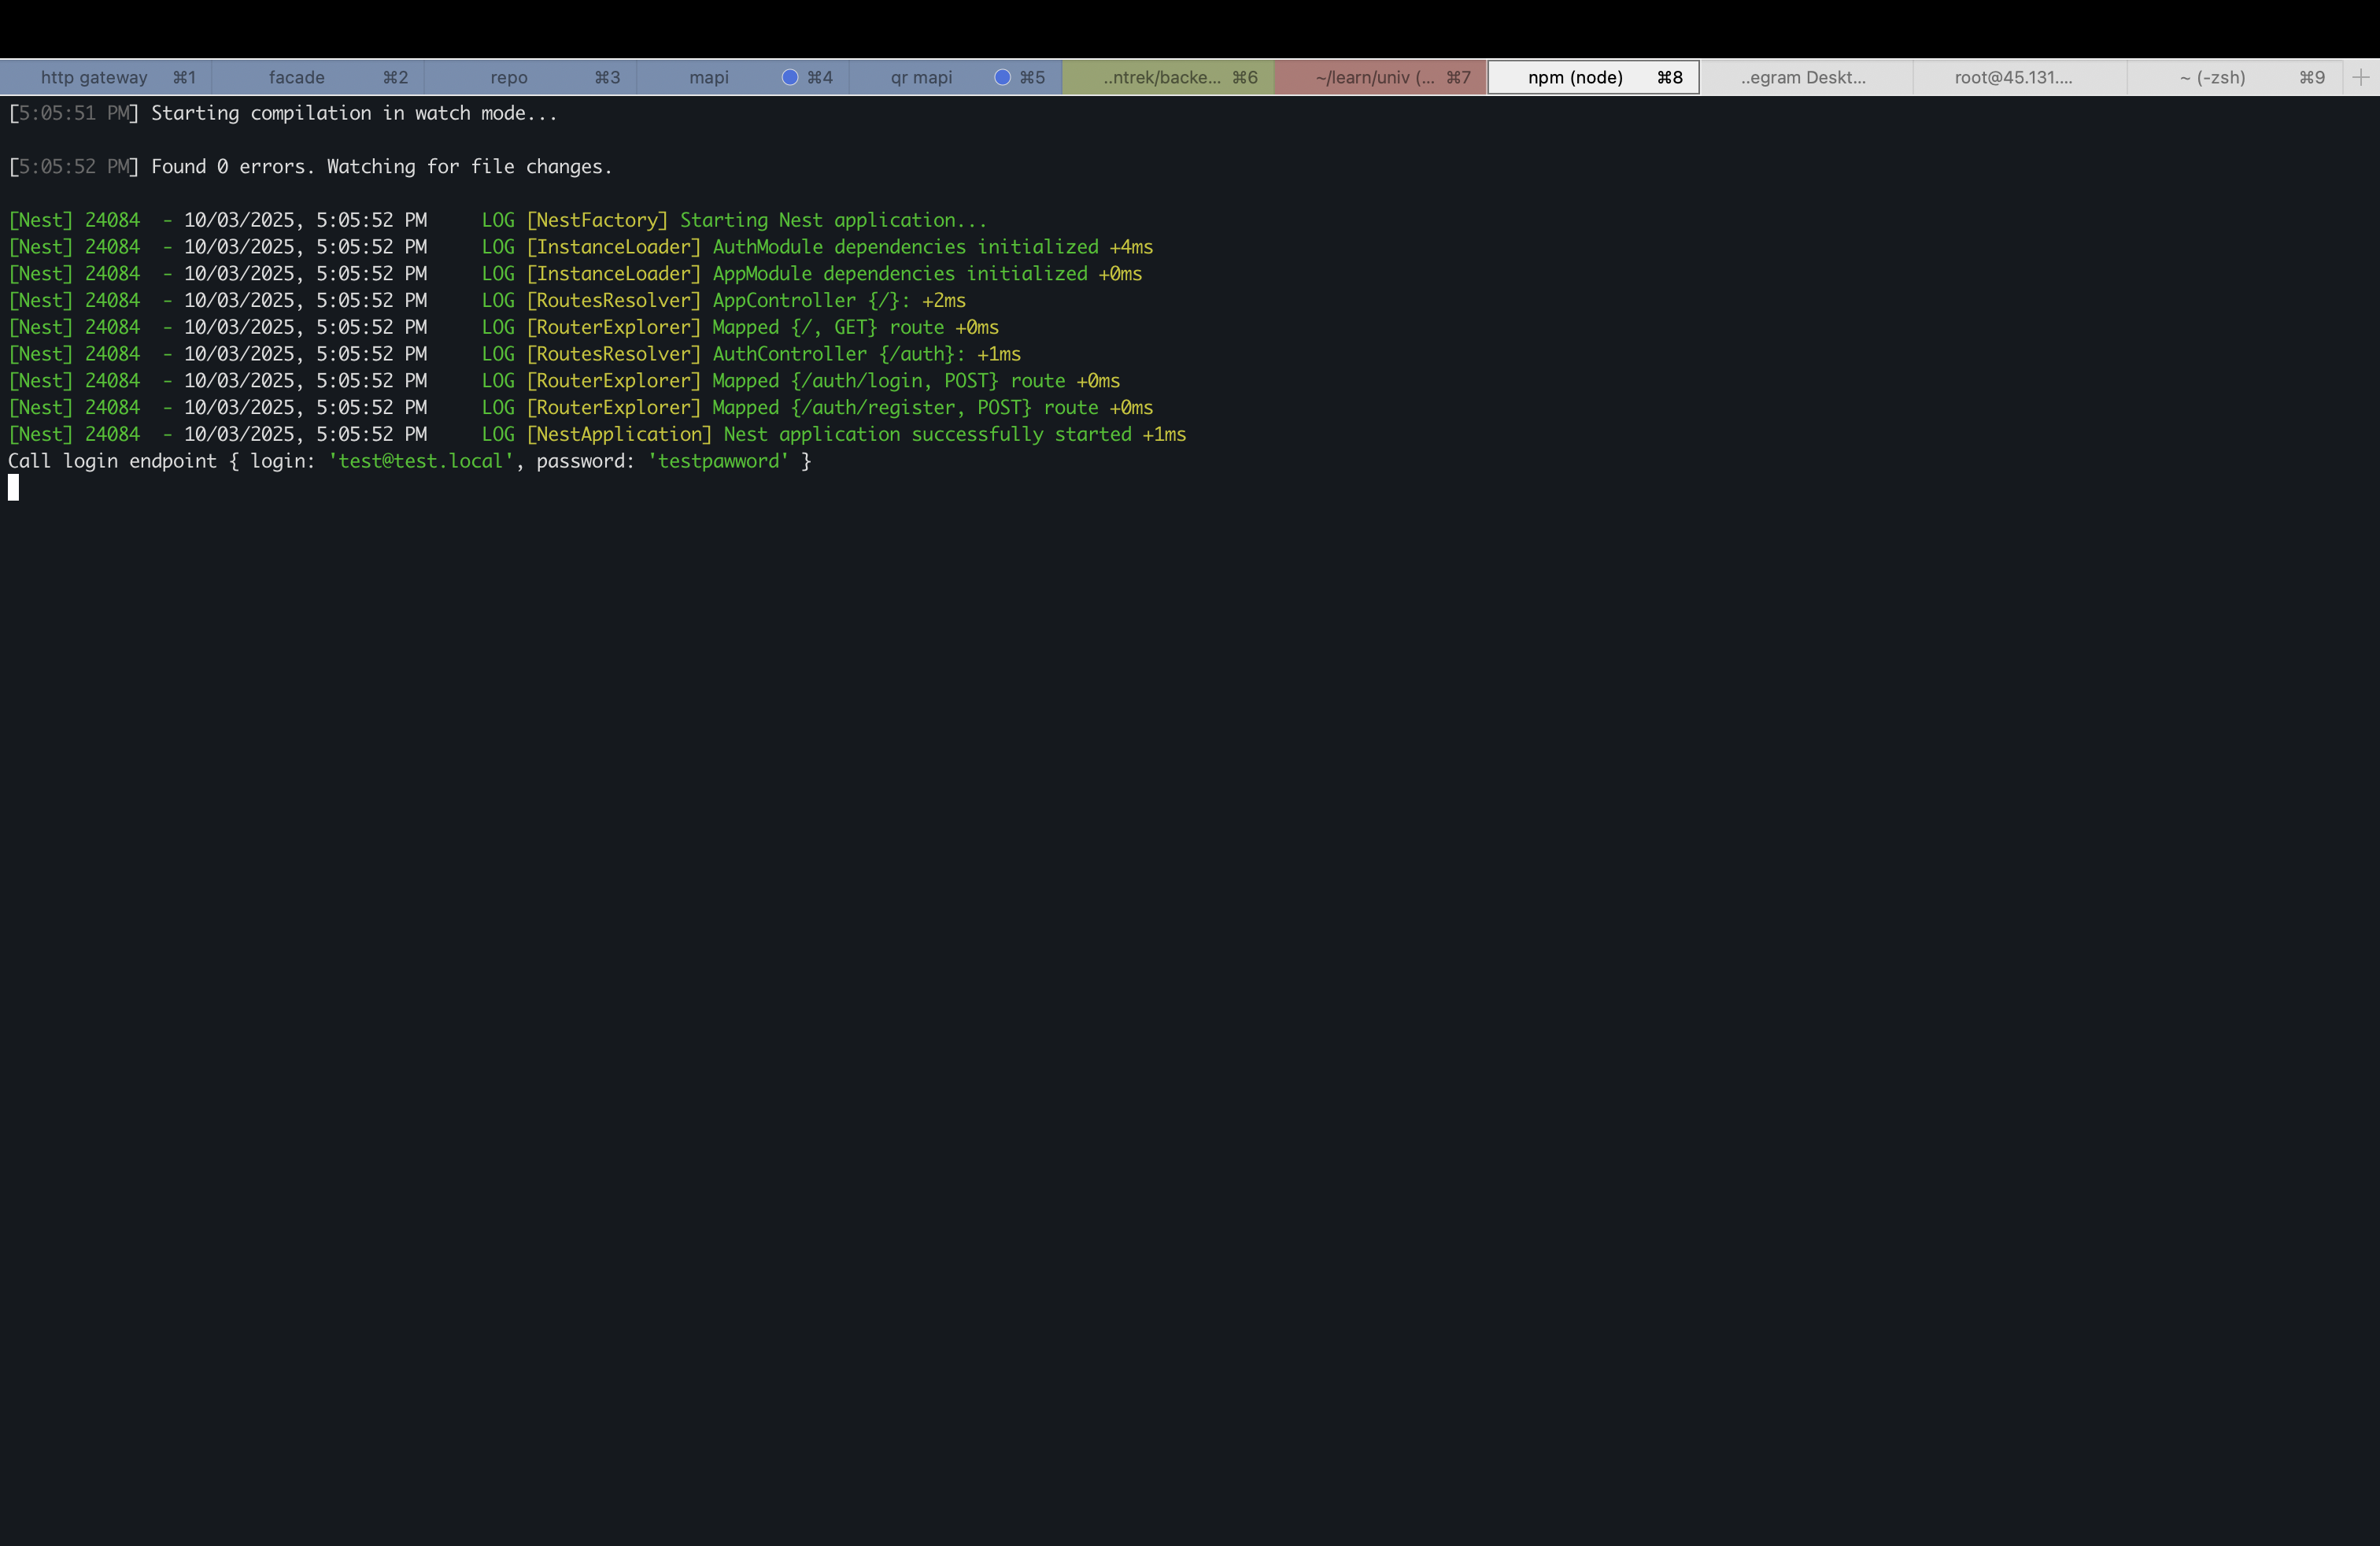 http gateway ⌘1 facade ⌘2 repo ⌘3 mapi ⌘4 qr mapi ⌘5 ..ntrek/backe... ⌘6 ~/learn/univ (... ⌘7 npm (node) ⌘8 ..egram Deskt... root@45.131.... ~ (-zsh) ⌘9 +
[5:05:51 PM] Starting compilation in watch mode...
[5:05:52 PM] Found 0 errors. Watching for file changes.
[Nest] 24084  - 10/03/2025, 5:05:52 PM     LOG [NestFactory] Starting Nest application...
[Nest] 24084  - 10/03/2025, 5:05:52 PM     LOG [InstanceLoader] AuthModule dependencies initialized +4ms
[Nest] 24084  - 10/03/2025, 5:05:52 PM     LOG [InstanceLoader] AppModule dependencies initialized +0ms
[Nest] 24084  - 10/03/2025, 5:05:52 PM     LOG [RoutesResolver] AppController {/}: +2ms
[Nest] 24084  - 10/03/2025, 5:05:52 PM     LOG [RouterExplorer] Mapped {/, GET} route +0ms
[Nest] 24084  - 10/03/2025, 5:05:52 PM     LOG [RoutesResolver] AuthController {/auth}: +1ms
[Nest] 24084  - 10/03/2025, 5:05:52 PM     LOG [RouterExplorer] Mapped {/auth/login, POST} route +0ms
[Nest] 24084  - 10/03/2025, 5:05:52 PM     LOG [RouterExplorer] Mapped {/auth/register, POST} route +0ms
[Nest] 24084  - 10/03/2025, 5:05:52 PM     LOG [NestApplication] Nest application successfully started +1ms
Call login endpoint { login: 'test@test.local', password: 'testpawword' }